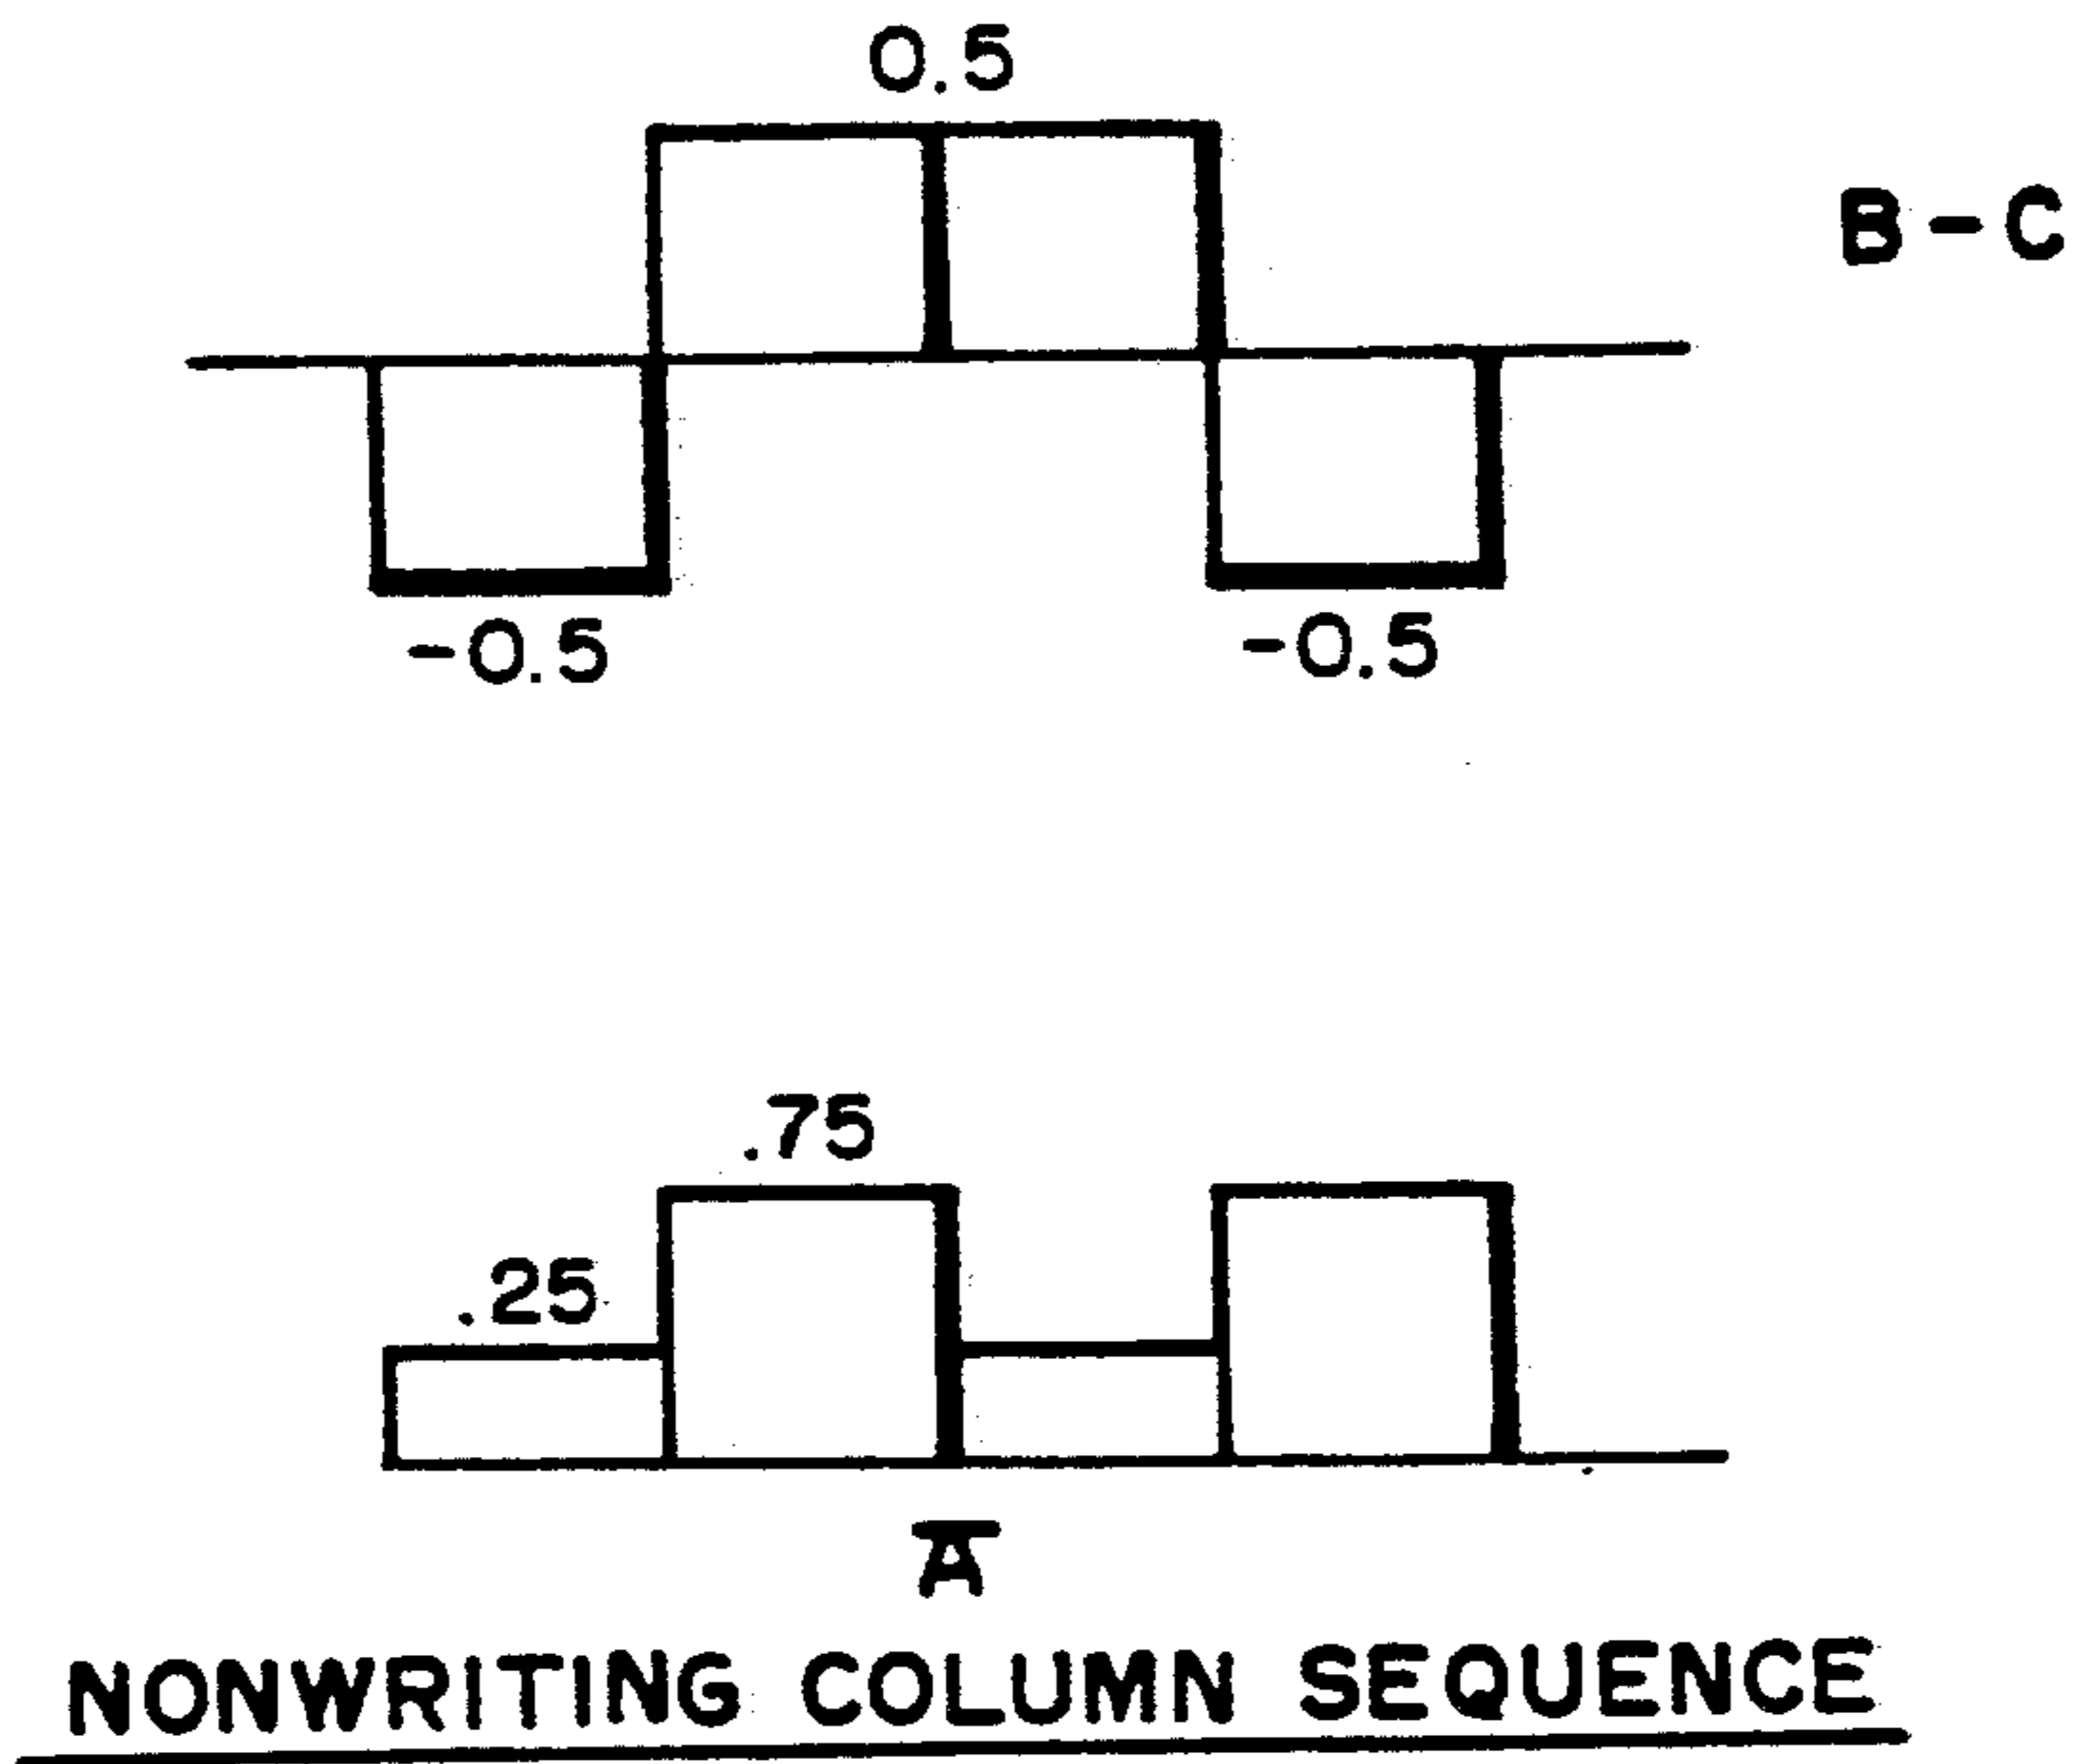 0.5
B-C
-0.5 -0.5
.75
.25
A̅
NONWRITING COLUMN SEQUENCE